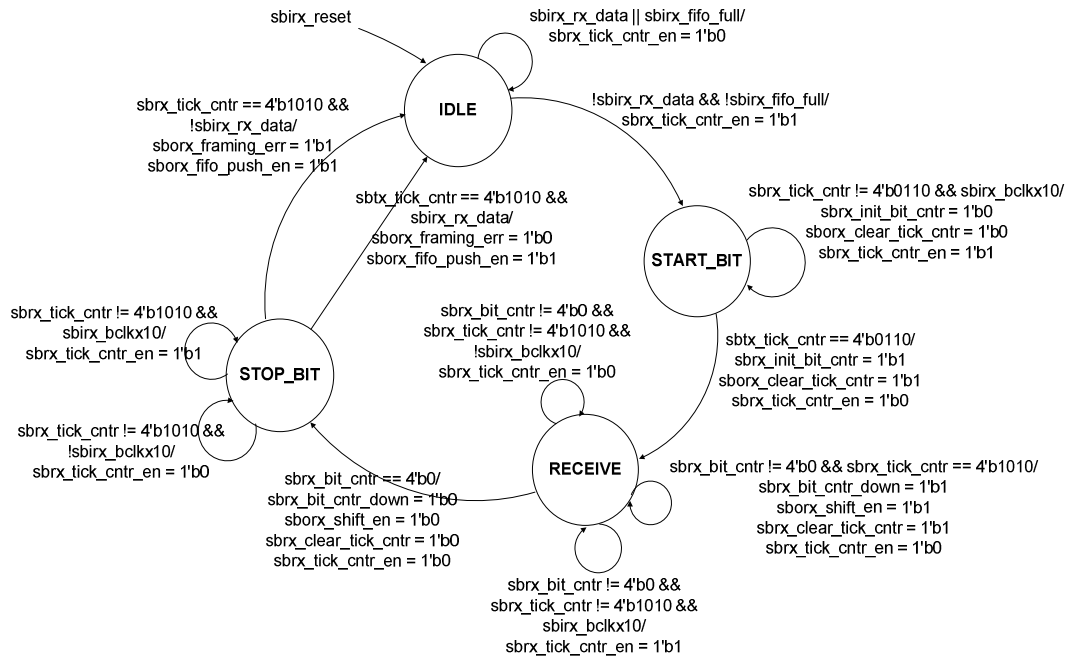 sbirx_reset
sbirx_rx_data || sbirx_fifo_full/
sbrx_tick_cntr_en = 1'b0
IDLE
!sbirx_rx_data && !sbirx_fifo_full/
sbrx_tick_cntr_en = 1'b1
sbrx_tick_cntr == 4'b1010 &&
!sbirx_rx_data/
sborx_framing_err = 1'b1
sborx_fifo_push_en = 1'b1
sbtx_tick_cntr == 4'b1010 &&
sbirx_rx_data/
sborx_framing_err = 1'b0
sborx_fifo_push_en = 1'b1
sbrx_tick_cntr != 4'b0110 && sbirx_bclkx10/
sbrx_init_bit_cntr = 1'b0
sborx_clear_tick_cntr = 1'b0
sbrx_tick_cntr_en = 1'b1
START_BIT
sbrx_tick_cntr != 4'b1010 &&
sbirx_bclkx10/
sbrx_tick_cntr_en = 1'b1
STOP_BIT
sbrx_bit_cntr != 4'b0 &&
sbrx_tick_cntr != 4'b1010 &&
!sbirx_bclkx10/
sbrx_tick_cntr_en = 1'b0
sbtx_tick_cntr == 4'b0110/
sbrx_init_bit_cntr = 1'b1
sborx_clear_tick_cntr = 1'b1
sbrx_tick_cntr_en = 1'b0
sbrx_tick_cntr != 4'b1010 &&
!sbirx_bclkx10/
sbrx_tick_cntr_en = 1'b0
RECEIVE
sbrx_bit_cntr == 4'b0/
sbrx_bit_cntr_down = 1'b0
sborx_shift_en = 1'b0
sbrx_clear_tick_cntr = 1'b0
sbrx_tick_cntr_en = 1'b0
sbrx_bit_cntr != 4'b0 && sbrx_tick_cntr == 4'b1010/
sbrx_bit_cntr_down = 1'b1
sborx_shift_en = 1'b1
sbrx_clear_tick_cntr = 1'b1
sbrx_tick_cntr_en = 1'b0
sbrx_bit_cntr != 4'b0 &&
sbrx_tick_cntr != 4'b1010 &&
sbirx_bclkx10/
sbrx_tick_cntr_en = 1'b1